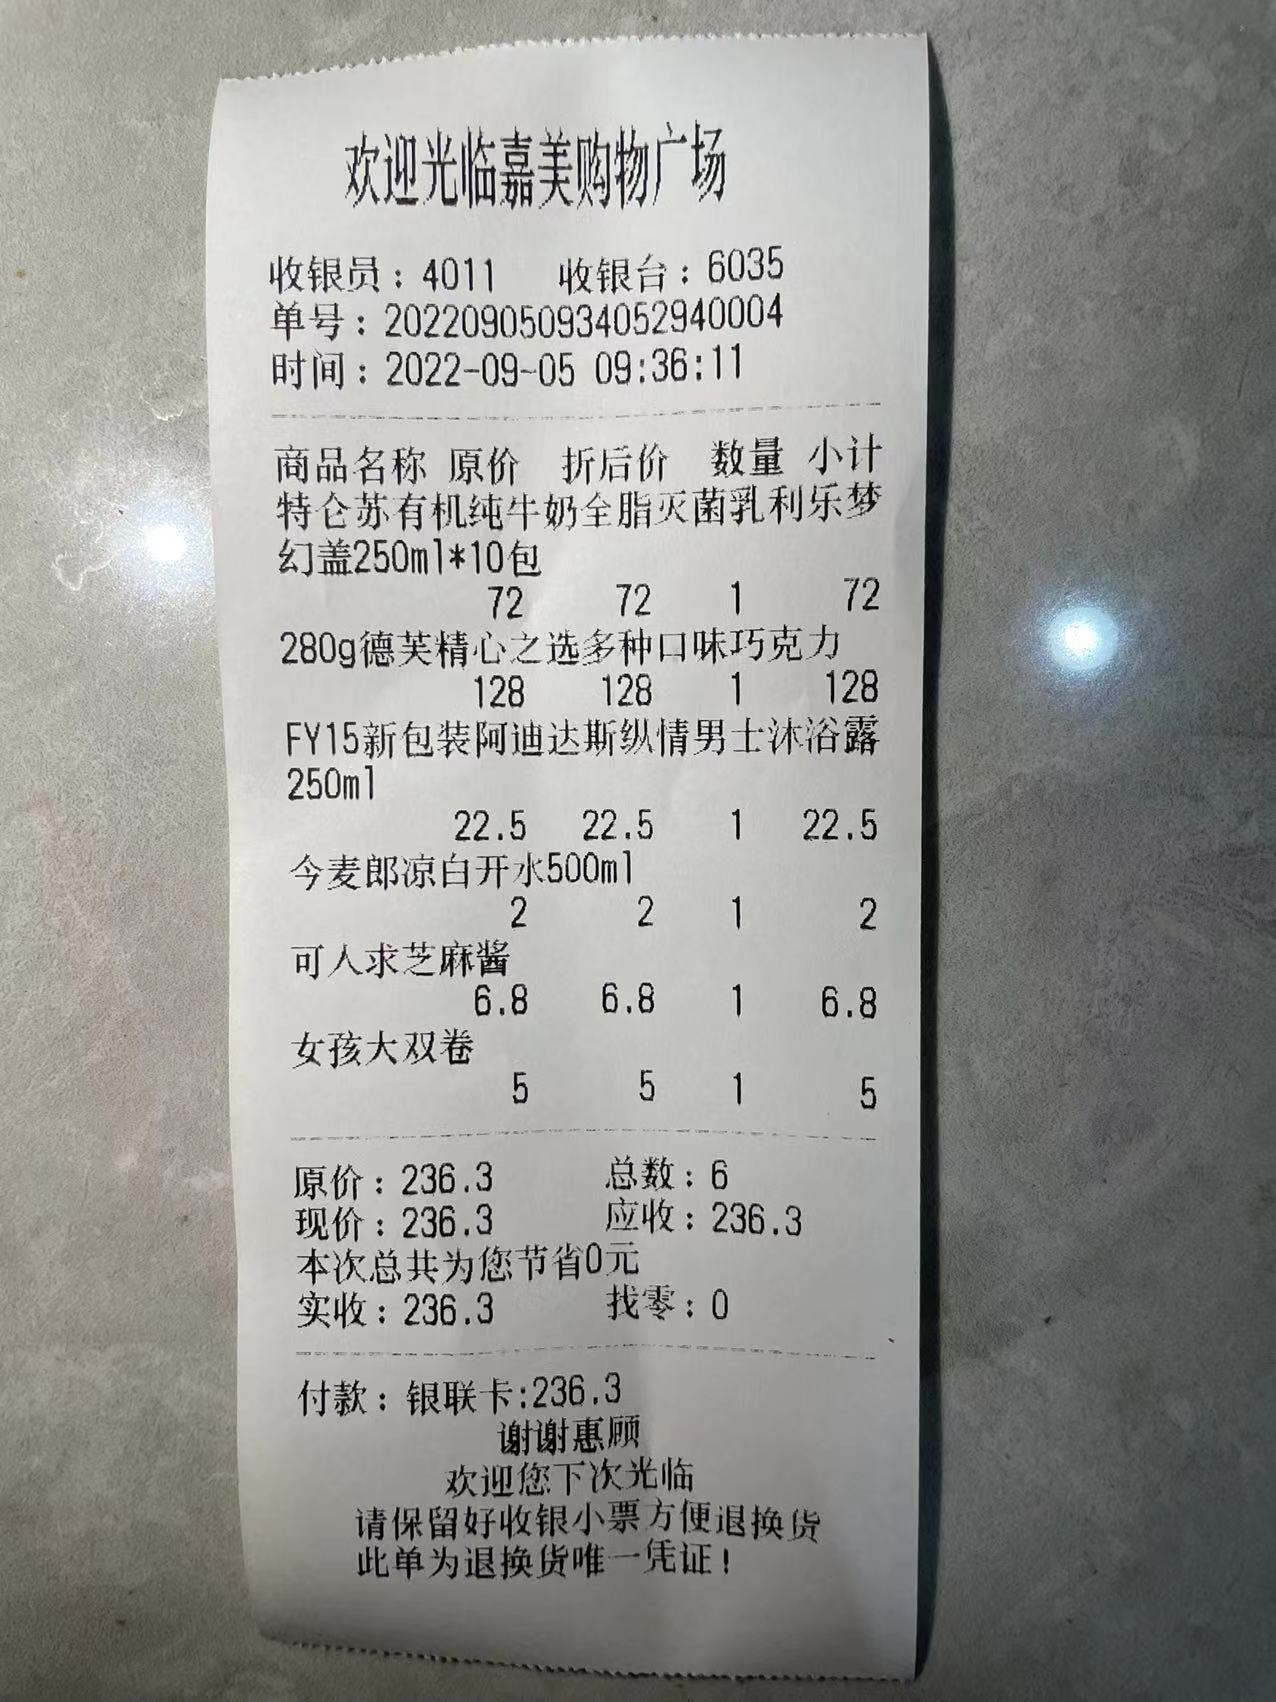 欢迎光临嘉美购物广场
收银员：4011 收银台：6035
单号：202209050934052940004
时间：2022-09-05 09:36:11
商品名称 原价 折后价 数量 小计
特仑苏有机纯牛奶全脂灭菌乳利乐梦
幻盖250ml*10包
72 72 1 72
280g德芙精心之选多种口味巧克力
128 128 1 128
FY15新包装阿迪达斯纵情男士沐浴露
250ml
22.5 22.5 1 22.5
今麦郎凉白开水500ml
2 2 1 2
可人求芝麻酱
6.8 6.8 1 6.8
女孩大双卷
5 5 1 5
原价：236.3 总数：6
现价：236.3 应收：236.3
本次总共为您节省0元
实收：236.3 找零：0
付款：银联卡:236.3
谢谢惠顾
欢迎您下次光临
请保留好收银小票方便退换货
此单为退换货唯一凭证！